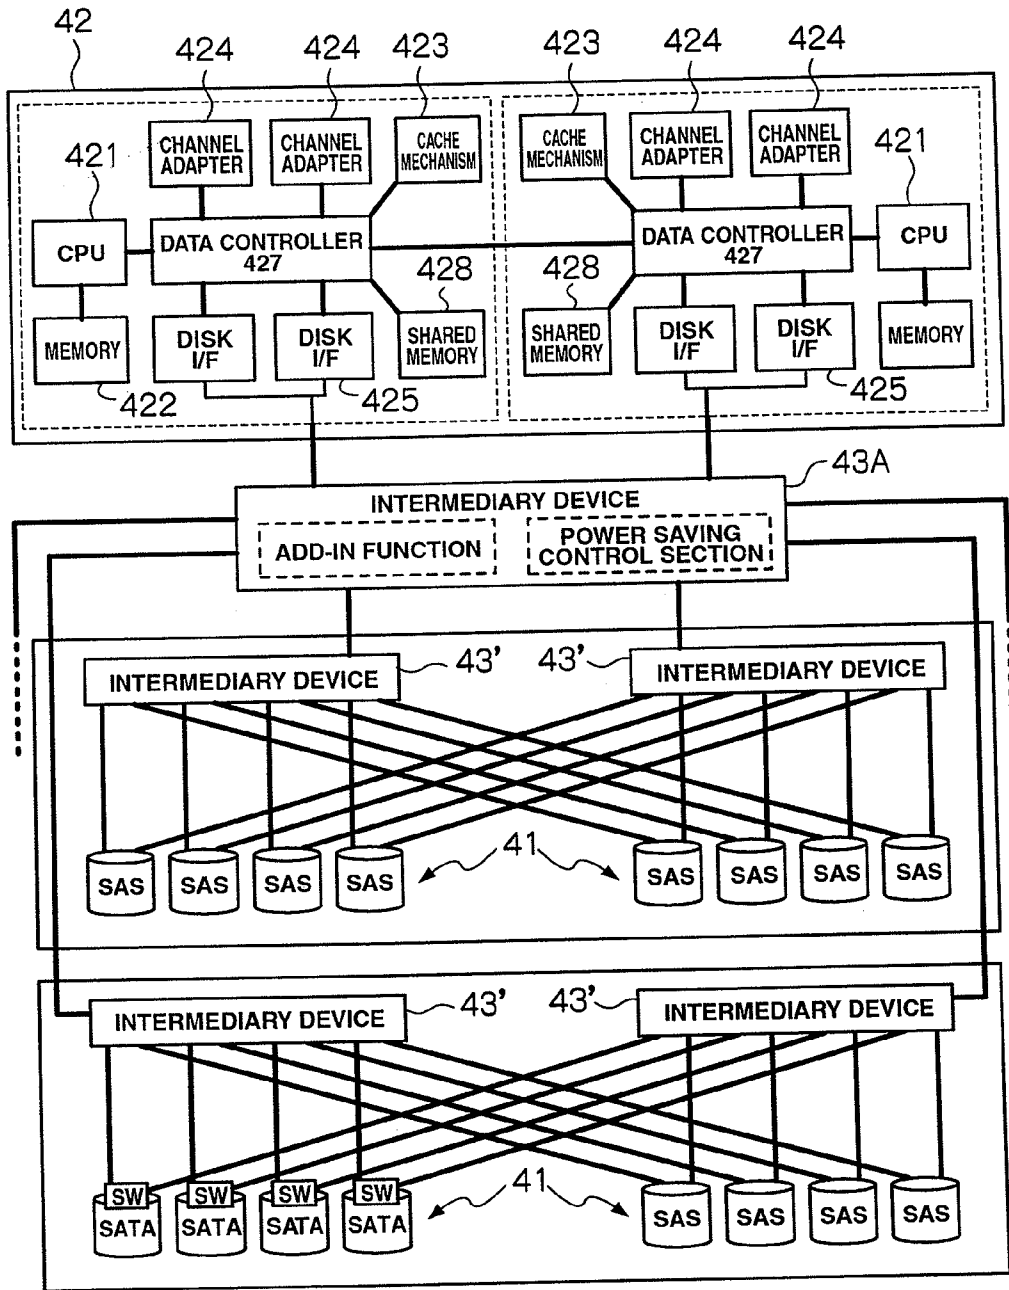 42
424
424
423
423
424
424
CHANNEL
ADAPTER
CHANNEL
ADAPTER
CACHE
MECHANISM
CACHE
MECHANISM
CHANNEL
ADAPTER
CHANNEL
ADAPTER
421
421
CPU
DATA CONTROLLER
427
DATA CONTROLLER
427
CPU
428
428
MEMORY
DISK
I/F
DISK
I/F
SHARED
MEMORY
SHARED
MEMORY
DISK
I/F
DISK
I/F
MEMORY
422
425
425
43A
INTERMEDIARY DEVICE
ADD-IN FUNCTION
POWER SAVING
CONTROL SECTION
43'
43'
INTERMEDIARY DEVICE
INTERMEDIARY DEVICE
41
SAS
SAS
SAS
SAS
SAS
SAS
SAS
SAS
43'
43'
INTERMEDIARY DEVICE
INTERMEDIARY DEVICE
41
SW
SW
SW
SW
SATA
SATA
SATA
SATA
SAS
SAS
SAS
SAS